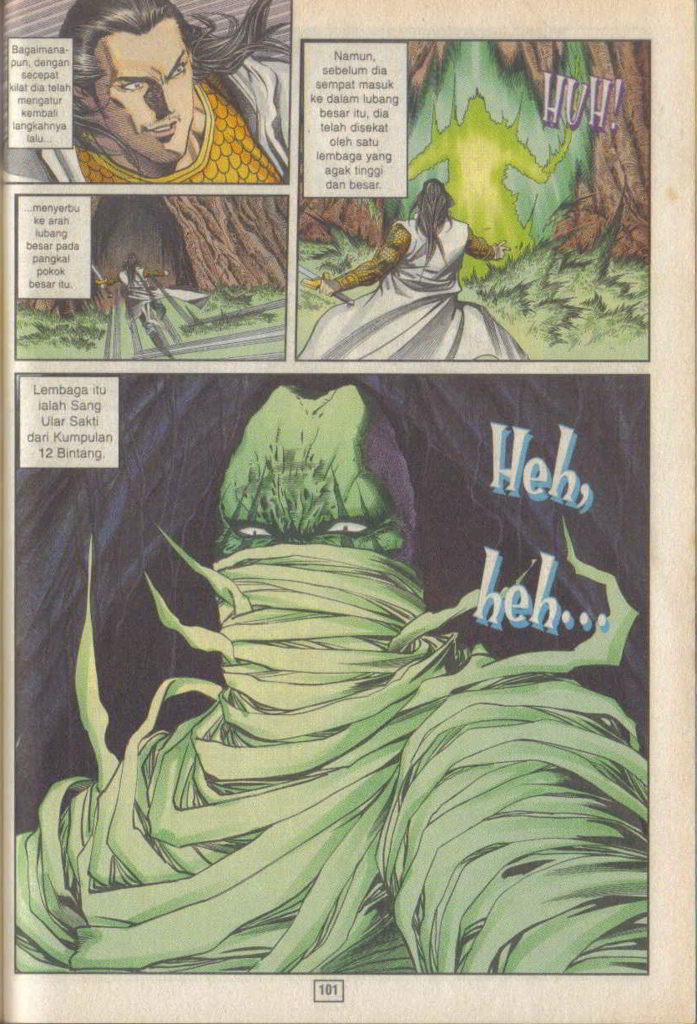 Bagaimana-
pun, dengan
secepat
kilat dia telah
mengatur
kembali
langkahnya
lalu...
...menyerbu
ke arah
lubang
besar pada
pangkal
pokok
besar itu.
Namun,
sebelum dia
sempat masuk
ke dalam lubang
besar itu, dia
telah disekat
oleh satu
lembaga yang
agak tinggi
dan besar.
HUH!
Lembaga itu
ialah Sang
Ular Sakti
dari Kumpulan
12 Bintang.
Heh,
heh...
101